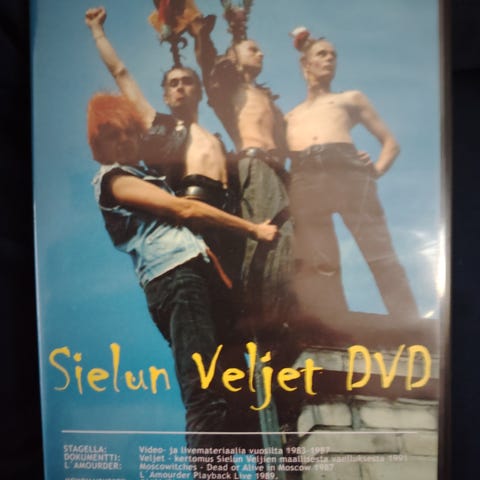 Sielun Veljet DVD
STAGELLA: Video- ja livemateriaalia vuosilta 1983-1987
DOKUMENTTI: Veljet - kertomus Sielun Veljien maallisesta vaelluksesta 1991
L´AMOURDER: Moscowitches - Dead or Alive in Moscow 1987
L´Amourder Playback Live 1989.